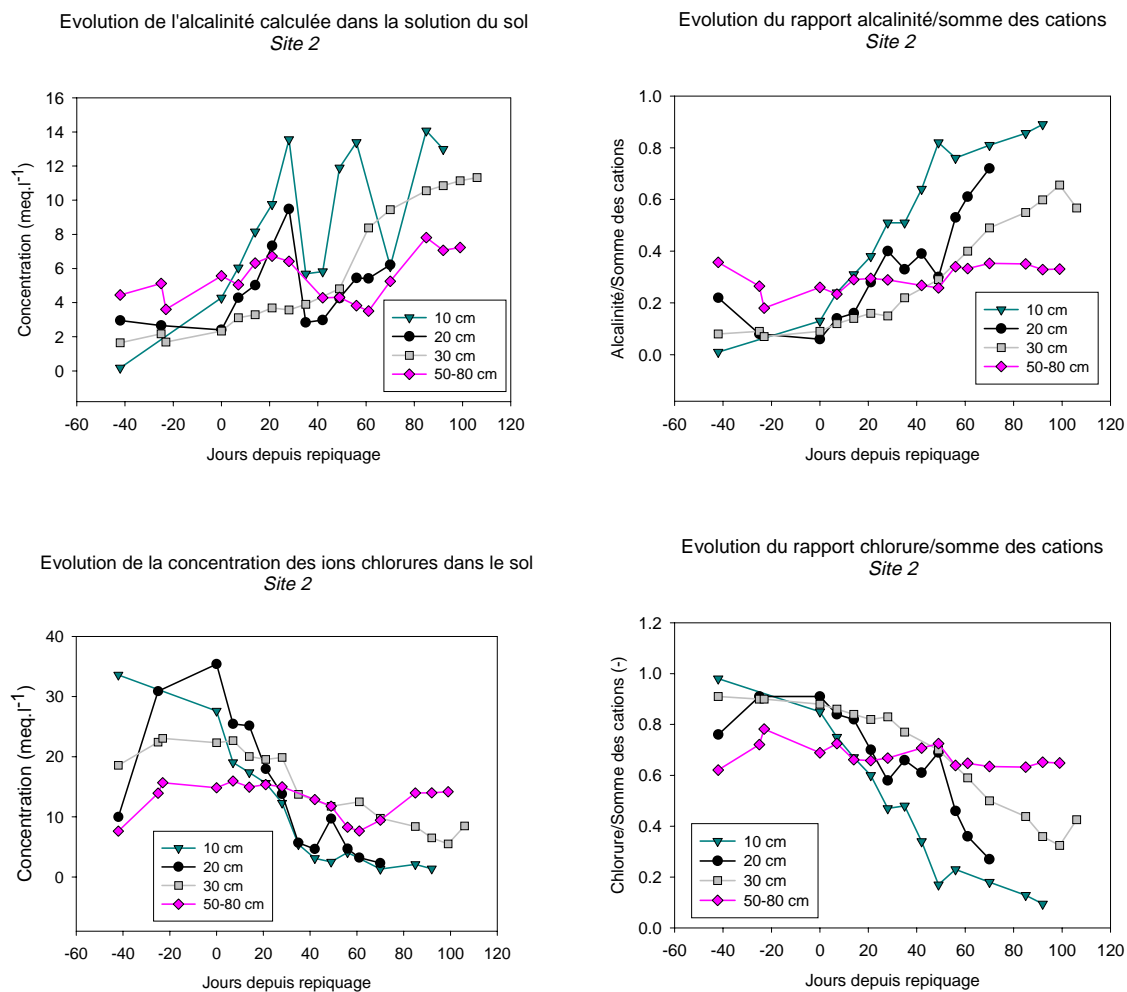 Evolution de l'alcalinité calculée dans la solution du sol
Site 2
Concentration (meq.l-1)
16
14
12
10
8
6
4
2
0
-60 -40 -20 0 20 40 60 80 100 120
Jours depuis repiquage
10 cm
20 cm
30 cm
50-80 cm
Evolution du rapport alcalinité/somme des cations
Site 2
Alcalinité/Somme des cations
1.0
0.8
0.6
0.4
0.2
0.0
-60 -40 -20 0 20 40 60 80 100 120
Jours depuis repiquage
10 cm
20 cm
30 cm
50-80 cm
Evolution de la concentration des ions chlorures dans le sol
Site 2
Concentration (meq.l-1)
40
30
20
10
0
-60 -40 -20 0 20 40 60 80 100 120
Jours depuis repiquage
10 cm
20 cm
30 cm
50-80 cm
Evolution du rapport chlorure/somme des cations
Site 2
Chlorure/Somme des cations (-)
1.2
1.0
0.8
0.6
0.4
0.2
0.0
-60 -40 -20 0 20 40 60 80 100 120
Jours depuis repiquage
10 cm
20 cm
30 cm
50-80 cm